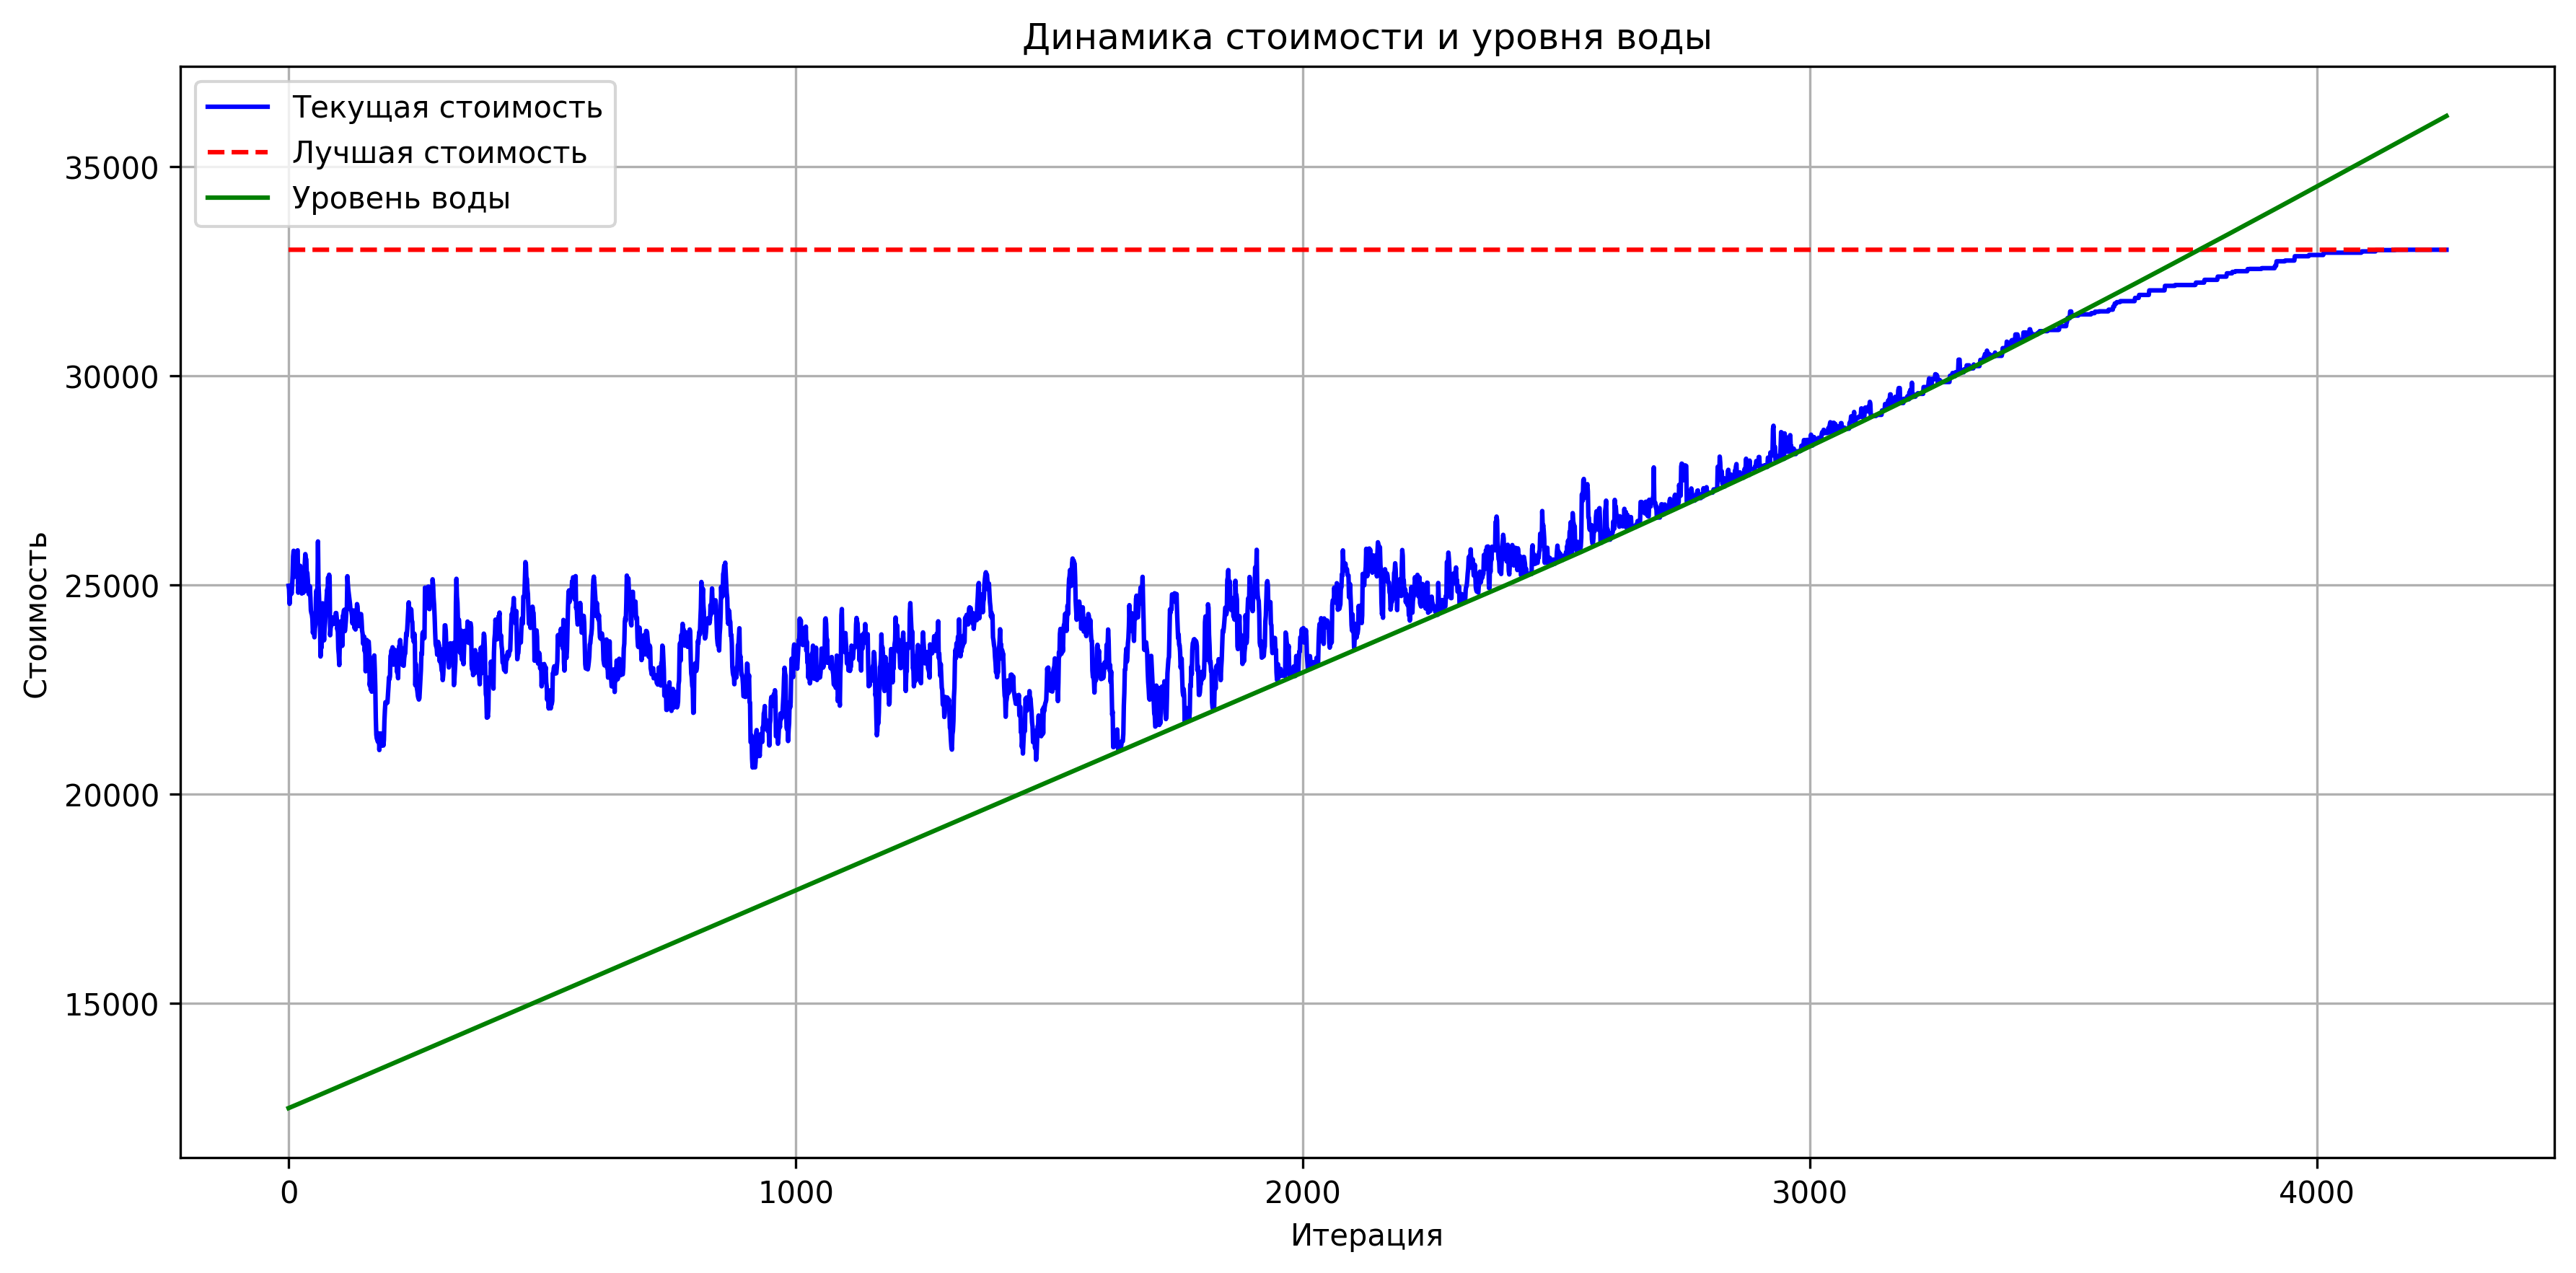 Динамика стоимости и уровня воды
Текущая стоимость
Лучшая стоимость
Уровень воды
Стоимость
35000
30000
25000
20000
15000
0 1000 2000 3000 4000
Итерация